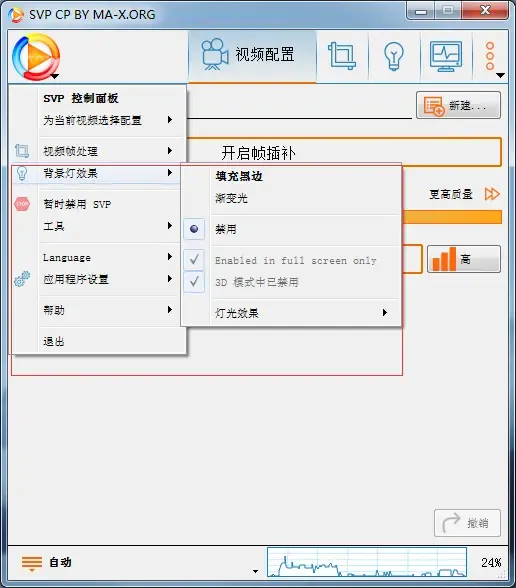 SVP CP BY MA-X.ORG
视频配置
SVP 控制面板
为当前视频选择配置
新建...
视频帧处理
开启帧插补
背景灯效果
填充黑边
渐变光
更高质量
STOP
暂时禁用 SVP
工具
禁用
Language
Enabled in full screen only
高
应用程序设置
3D 模式中已禁用
帮助
灯光效果
退出
撤销
自动
24%